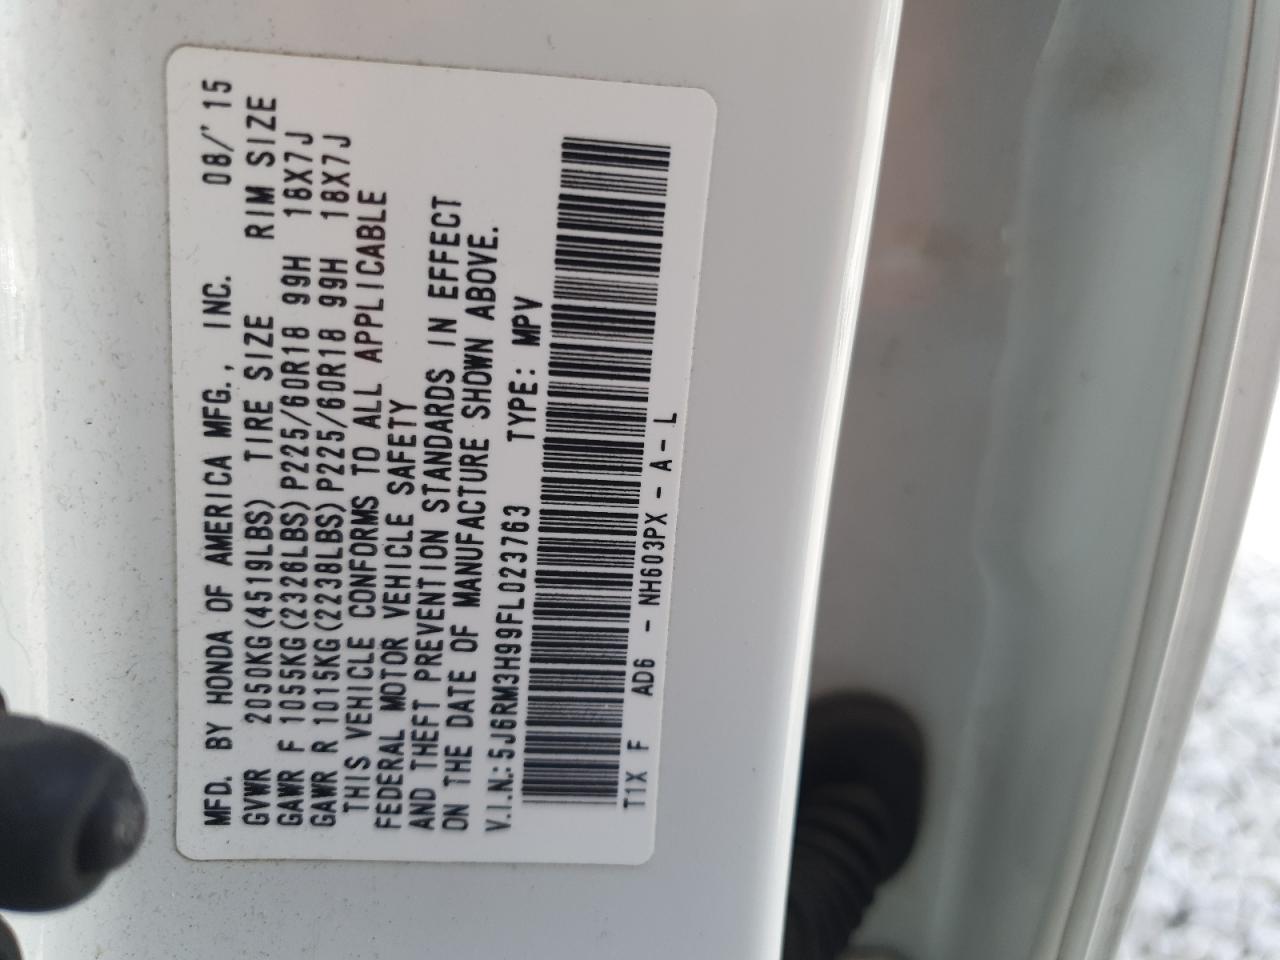 MFD. BY HONDA OF AMERICA MFG., INC. 08/'15
GVWR 2050KG(4519LBS) TIRE SIZE RIM SIZE
GAWR F 1055KG(2326LBS)P225/60R18 99H 18X7J
GAWR R 1015KG(2238LBS)P225/60R18 99H 18X7J
THIS VEHICLE CONFORMS TO ALL APPLICABLE
FEDERAL MOTOR VEHICLE SAFETY
AND THEFT PREVENTION STANDARDS IN EFFECT
ON THE DATE OF MANUFACTURE SHOWN ABOVE.
V.I.N.:5J6RM3H99FL023763 TYPE: MPV
T1X F AD6 - NH603PX - A - L